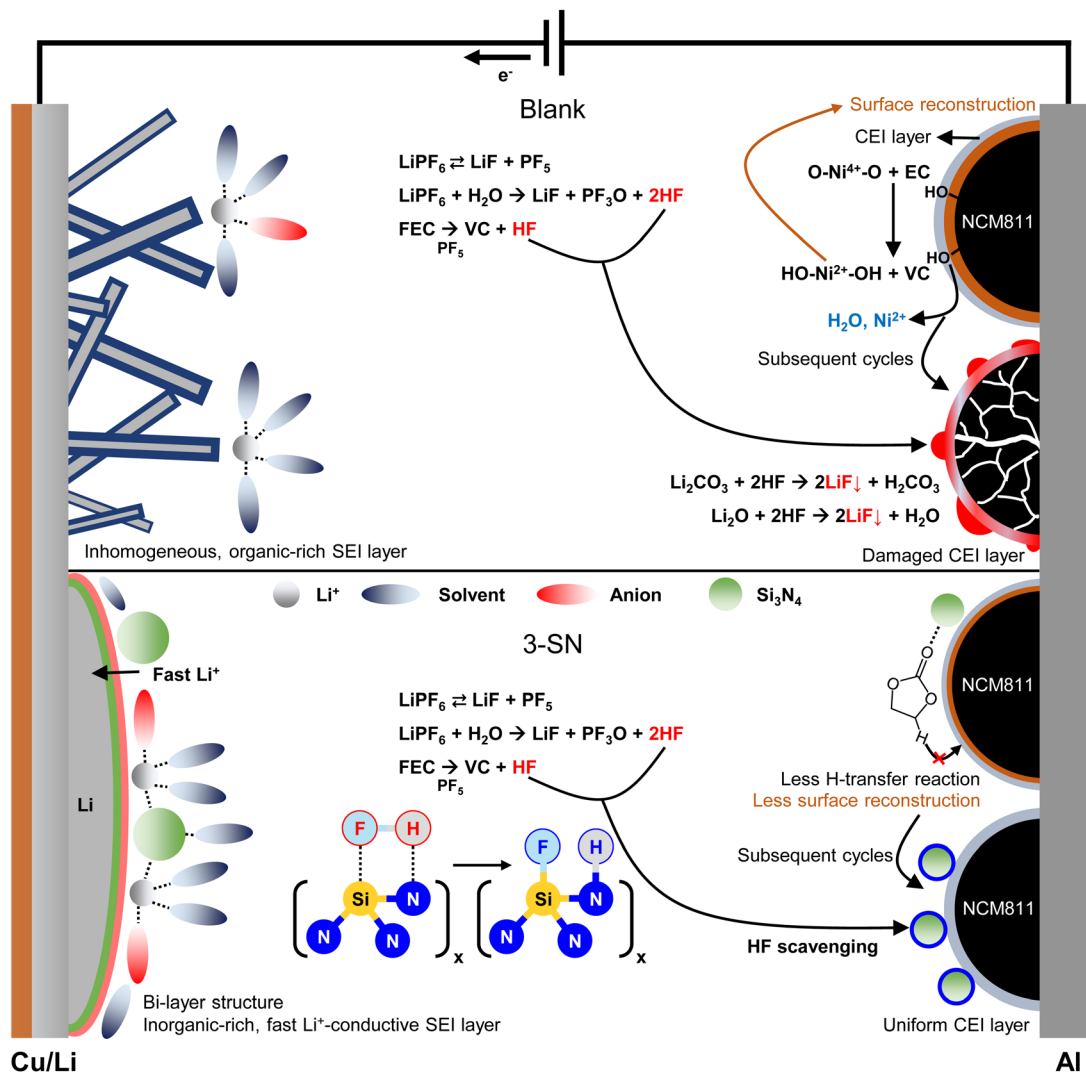 e⁻
Blank
LiPF₆ ⇄ LiF + PF₅
LiPF₆ + H₂O → LiF + PF₃O + 2HF
FEC → VC + HF
PF₅
Surface reconstruction
CEI layer
O-Ni⁴⁺-O + EC
HO
NCM811
HO
HO-Ni²⁺-OH + VC
H₂O, Ni²⁺
Subsequent cycles
Li₂CO₃ + 2HF → 2LiF↓ + H₂CO₃
Li₂O + 2HF → 2LiF↓ + H₂O
Inhomogeneous, organic-rich SEI layer
Damaged CEI layer
Li⁺
Solvent
Anion
Si₃N₄
3-SN
Fast Li⁺
Li
LiPF₆ ⇄ LiF + PF₅
LiPF₆ + H₂O → LiF + PF₃O + 2HF
FEC → VC + HF
PF₅
F
H
Si
N
N
N
x
F
H
Si
N
N
N
x
O
O
O
H
NCM811
Less H-transfer reaction
Less surface reconstruction
Subsequent cycles
NCM811
HF scavenging
Bi-layer structure
Inorganic-rich, fast Li⁺-conductive SEI layer
Uniform CEI layer
Cu/Li
Al